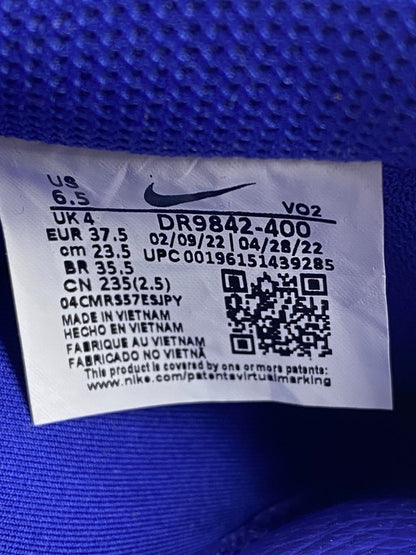 US
6.5
VO2
UK 4
DR9842-400
EUR 37.5
02/09/22 | 04/28/22
cm 23.5
UPC 00196151439285
BR 35.5
CN 235(2.5)
04CMRS57ESJPY
MADE IN VIETNAM
HECHO EN VIETNAM
FABRIQUE AU VIETNAM
FABRICADO NO VIETNÃ
This product is covered by one or more patents:
www.nike.com/patentsvirtualmarking